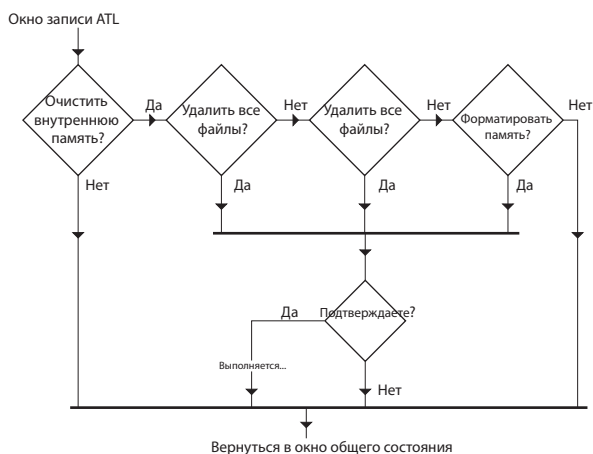 Окно записи ATL
Очистить
внутреннюю
память?
Да
Удалить все
файлы?
Нет
Удалить все
файлы?
Нет
Форматировать
память?
Нет
Нет
Да
Да
Да
Да
Подтверждаете?
Выполняется...
Нет
Вернуться в окно общего состояния